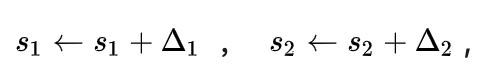 s₁ ← s₁ + Δ₁ , s₂ ← s₂ + Δ₂ ,